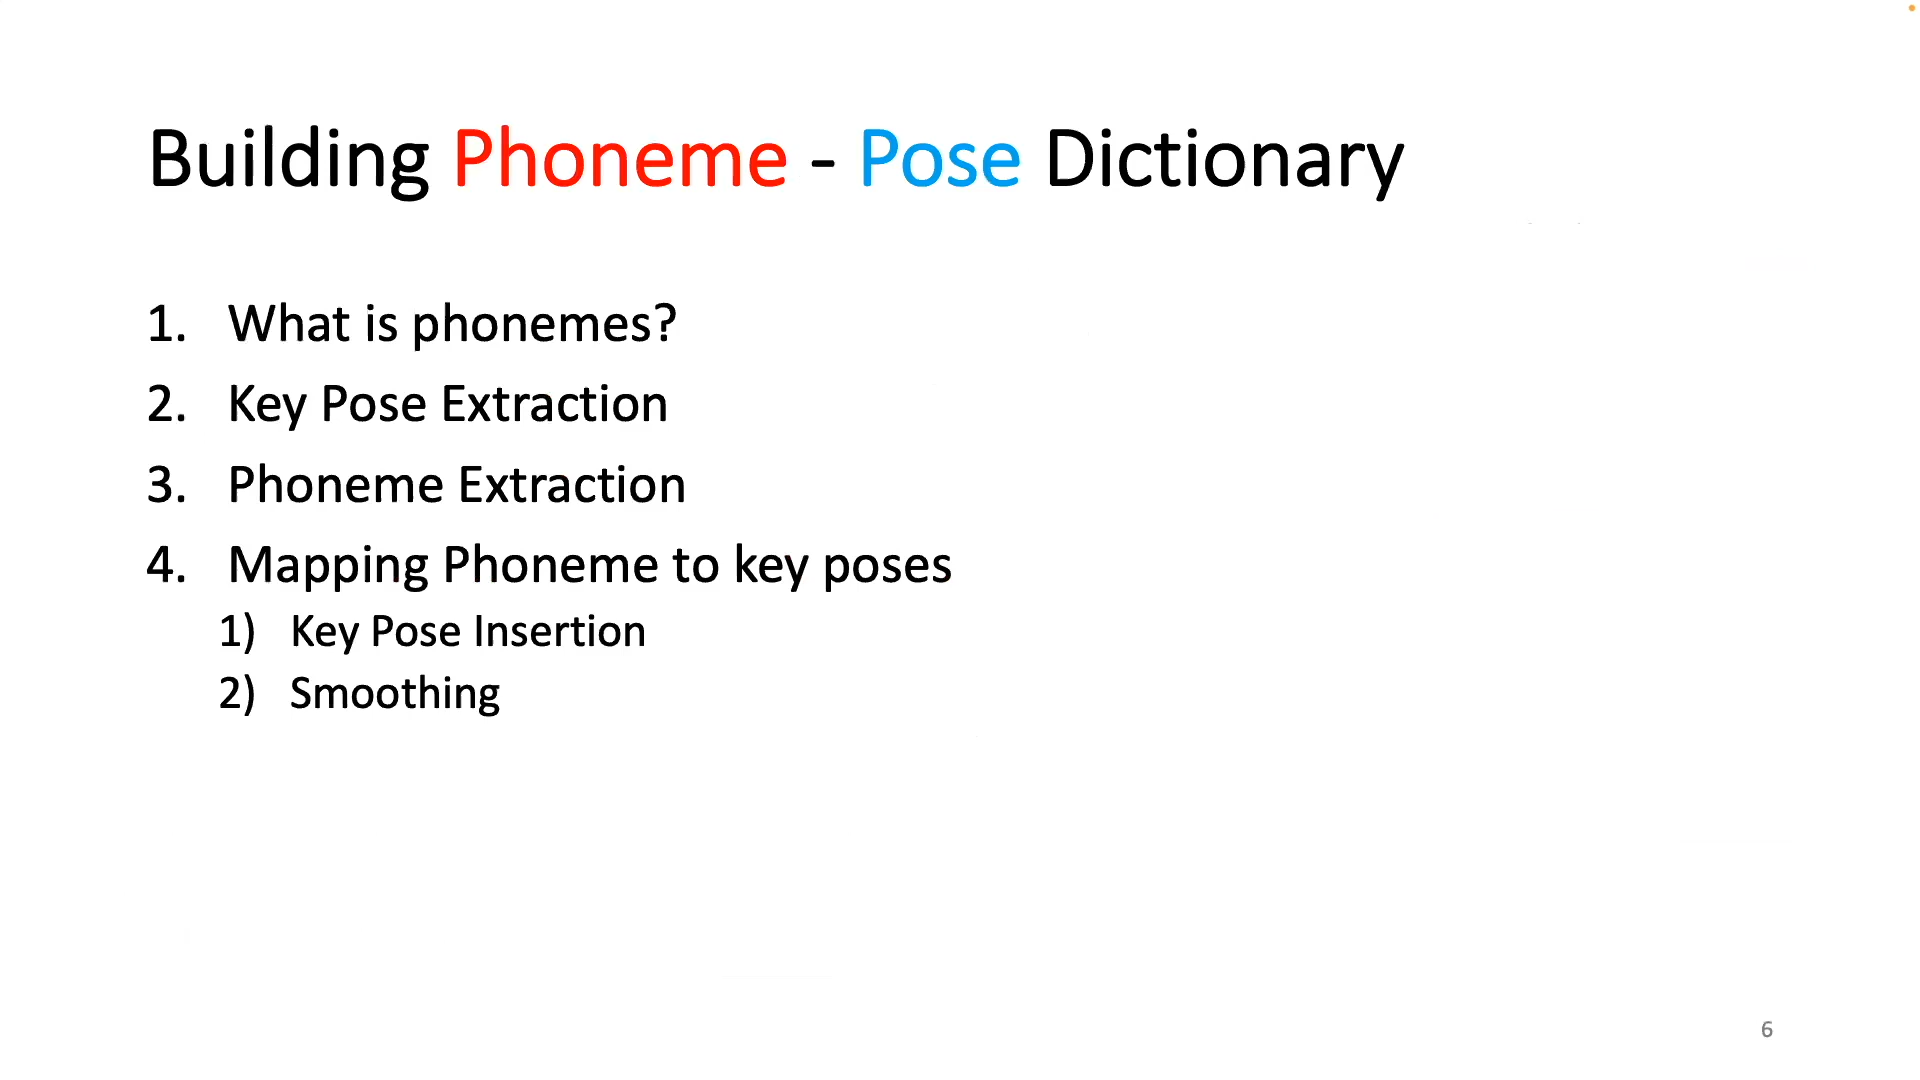 Building Phoneme - Pose Dictionary
1. What is phonemes?
2. Key Pose Extraction
3. Phoneme Extraction
4. Mapping Phoneme to key poses
1) Key Pose Insertion
2) Smoothing
6